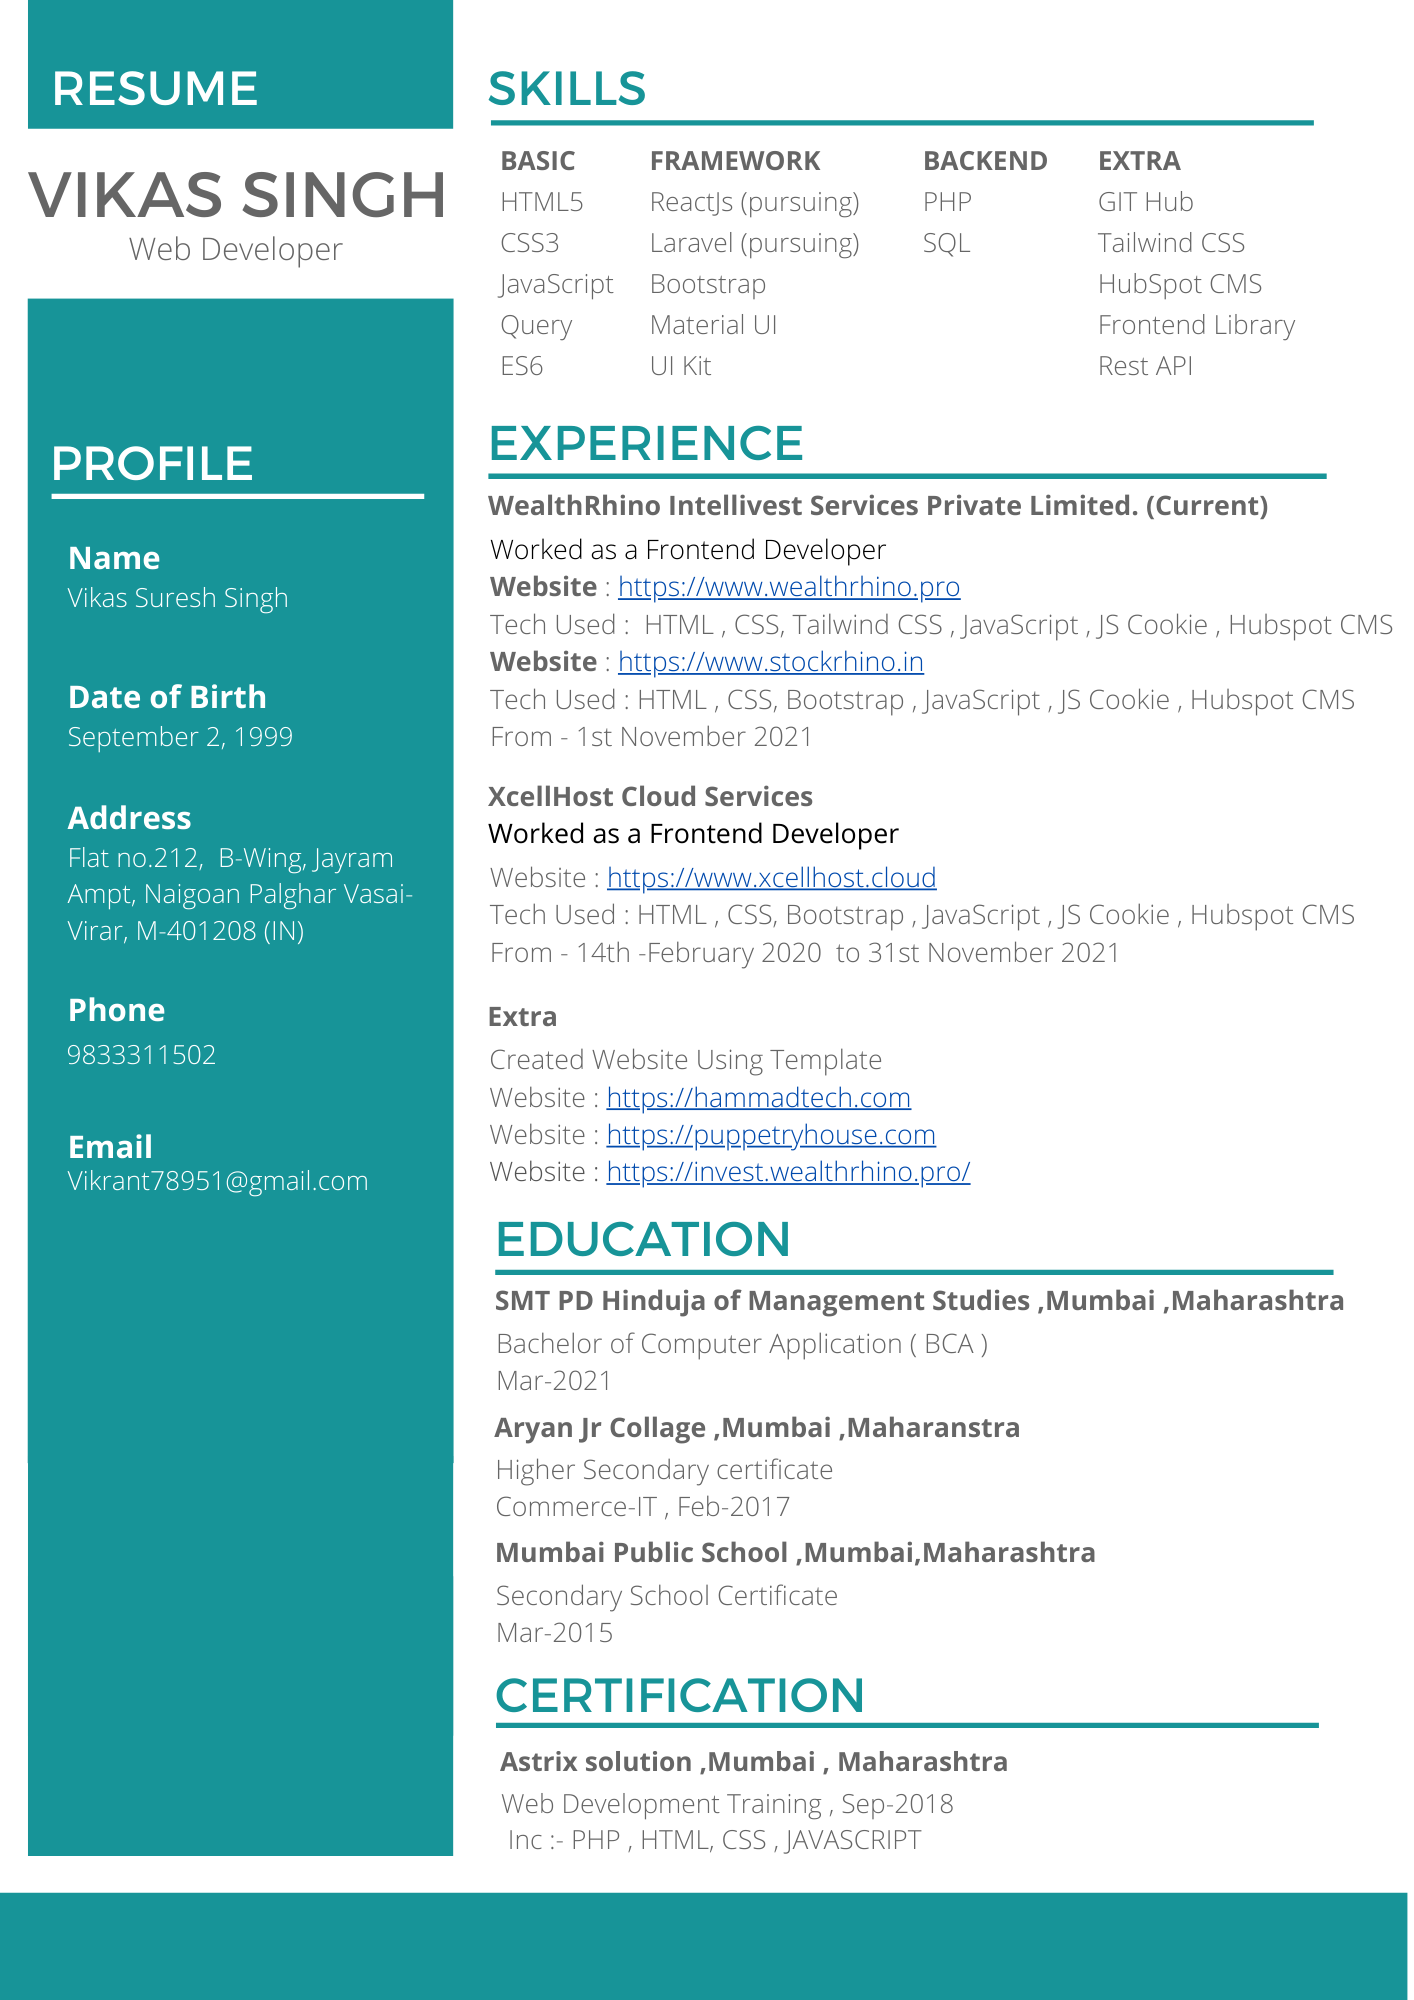 RESUME
VIKAS SINGH
Web Developer
PROFILE
Name
Vikas Suresh Singh
Date of Birth
September 2, 1999
Address
Flat no.212,  B-Wing, Jayram
Ampt, Naigoan Palghar Vasai-
Virar, M-401208 (IN)
Phone
9833311502
Email
Vikrant78951@gmail.com
SKILLS
BASIC FRAMEWORK BACKEND EXTRA
HTML5 ReactJs (pursuing) PHP GIT Hub
CSS3 Laravel (pursuing) SQL Tailwind CSS
JavaScript Bootstrap HubSpot CMS
Query Material UI Frontend Library
ES6 UI Kit Rest API
EXPERIENCE
WealthRhino Intellivest Services Private Limited. (Current)
Worked as a Frontend Developer
Website : https://www.wealthrhino.pro
Tech Used :  HTML , CSS, Tailwind CSS , JavaScript , JS Cookie , Hubspot CMS
Website : https://www.stockrhino.in
Tech Used : HTML , CSS, Bootstrap , JavaScript , JS Cookie , Hubspot CMS
From - 1st November 2021
XcellHost Cloud Services
Worked as a Frontend Developer
Website : https://www.xcellhost.cloud
Tech Used : HTML , CSS, Bootstrap , JavaScript , JS Cookie , Hubspot CMS
From - 14th -February 2020  to 31st November 2021
Extra
Created Website Using Template
Website : https://hammadtech.com
Website : https://puppetryhouse.com
Website : https://invest.wealthrhino.pro/
EDUCATION
SMT PD Hinduja of Management Studies ,Mumbai ,Maharashtra
Bachelor of Computer Application ( BCA )
Mar-2021
Aryan Jr Collage ,Mumbai ,Maharanstra
Higher Secondary certificate
Commerce-IT , Feb-2017
Mumbai Public School ,Mumbai,Maharashtra
Secondary School Certificate
Mar-2015
CERTIFICATION
Astrix solution ,Mumbai , Maharashtra
Web Development Training , Sep-2018
Inc :- PHP , HTML, CSS , JAVASCRIPT